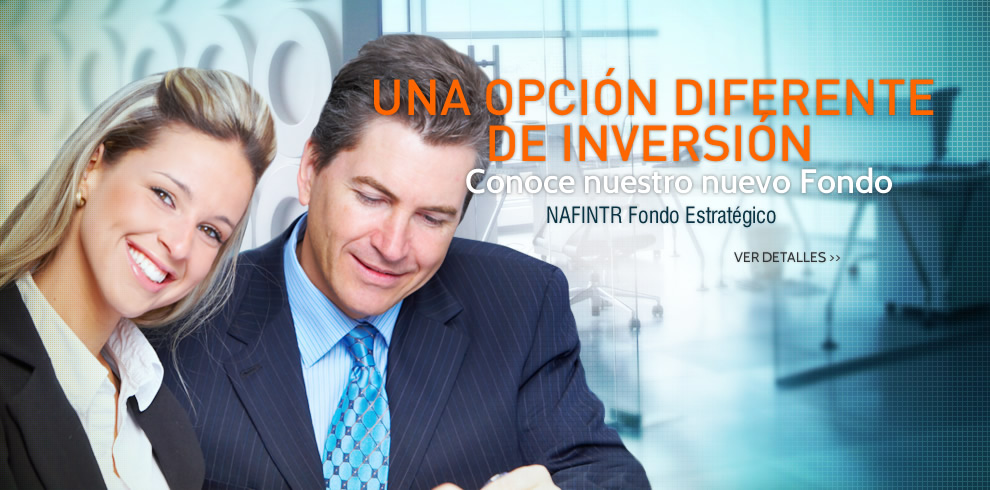 UNA OPCIÓN DIFERENTE
DE INVERSIÓN
Conoce nuestro nuevo Fondo
NAFINTR Fondo Estratégico
VER DETALLES >>